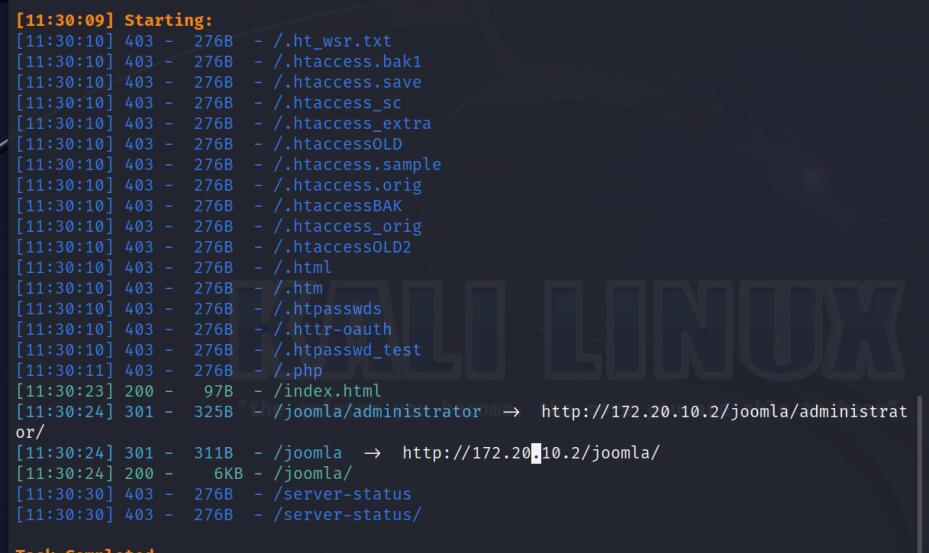 [11:30:09] Starting:
[11:30:10] 403 -  276B  - /.ht_wsr.txt
[11:30:10] 403 -  276B  - /.htaccess.bak1
[11:30:10] 403 -  276B  - /.htaccess.save
[11:30:10] 403 -  276B  - /.htaccess_sc
[11:30:10] 403 -  276B  - /.htaccess_extra
[11:30:10] 403 -  276B  - /.htaccessOLD
[11:30:10] 403 -  276B  - /.htaccess.sample
[11:30:10] 403 -  276B  - /.htaccess.orig
[11:30:10] 403 -  276B  - /.htaccessBAK
[11:30:10] 403 -  276B  - /.htaccess_orig
[11:30:10] 403 -  276B  - /.htaccessOLD2
[11:30:10] 403 -  276B  - /.html
[11:30:10] 403 -  276B  - /.htm
[11:30:10] 403 -  276B  - /.htpasswds
[11:30:10] 403 -  276B  - /.httr-oauth
[11:30:10] 403 -  276B  - /.htpasswd_test
[11:30:11] 403 -  276B  - /.php
[11:30:23] 200 -   97B  - /index.html
[11:30:24] 301 -  325B  - /joomla/administrator  →  http://172.20.10.2/joomla/administrat
or/
[11:30:24] 301 -  311B  - /joomla  →  http://172.20.10.2/joomla/
[11:30:24] 200 -    6KB - /joomla/
[11:30:30] 403 -  276B  - /server-status
[11:30:30] 403 -  276B  - /server-status/
Task Completed
KALI LINUX